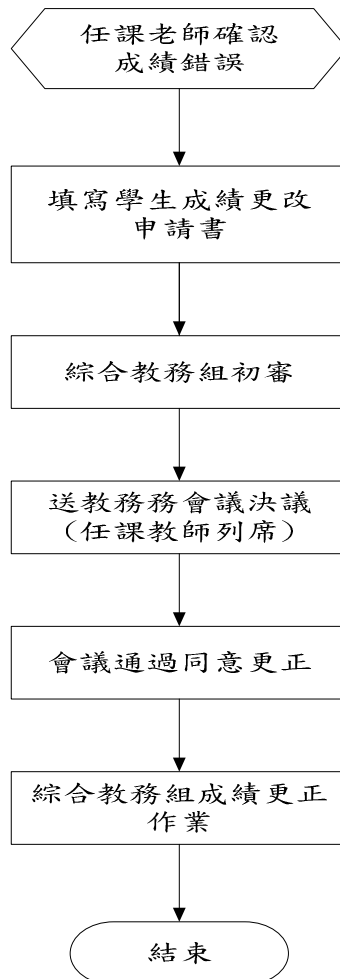 任課老師確認
成績錯誤
填寫學生成績更改
申請書
綜合教務組初審
送教務務會議決議
(任課教師列席)
會議通過同意更正
綜合教務組成績更正
作業
結束